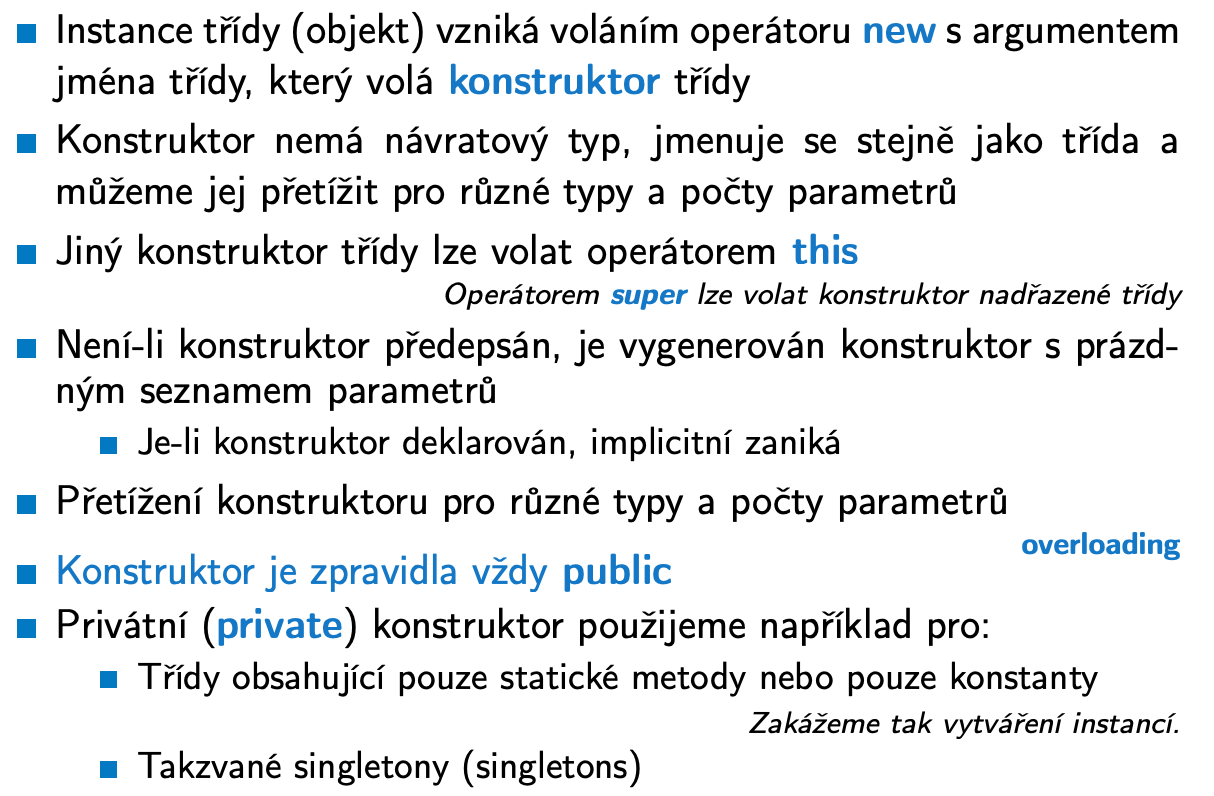 Instance třídy (objekt) vzniká voláním operátoru new s argumentem
jména třídy, který volá konstruktor třídy
Konstruktor nemá návratový typ, jmenuje se stejně jako třída a
můžeme jej přetížit pro různé typy a počty parametrů
Jiný konstruktor třídy lze volat operátorem this
Operátorem super lze volat konstruktor nadřazené třídy
Není-li konstruktor předepsán, je vygenerován konstruktor s prázd-
ným seznamem parametrů
Je-li konstruktor deklarován, implicitní zaniká
Přetížení konstruktoru pro různé typy a počty parametrů
overloading
Konstruktor je zpravidla vždy public
Privátní (private) konstruktor použijeme například pro:
Třídy obsahující pouze statické metody nebo pouze konstanty
Zakážeme tak vytváření instancí.
Takzvané singletony (singletons)